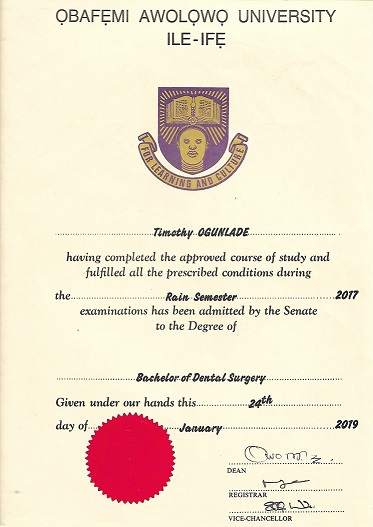 ỌBAFẸMI AWOLỌWỌ UNIVERSITY
ILE-IFẸ
FOR LEARNING AND CULTURE
Timothy OGUNLADE
having completed the approved course of study and
fulfilled all the prescribed conditions during
the Rain Semester 2017
examinations has been admitted by the Senate
to the Degree of
Bachelor of Dental Surgery
Given under our hands this 24th
day of January 2019
DEAN
REGISTRAR
VICE-CHANCELLOR